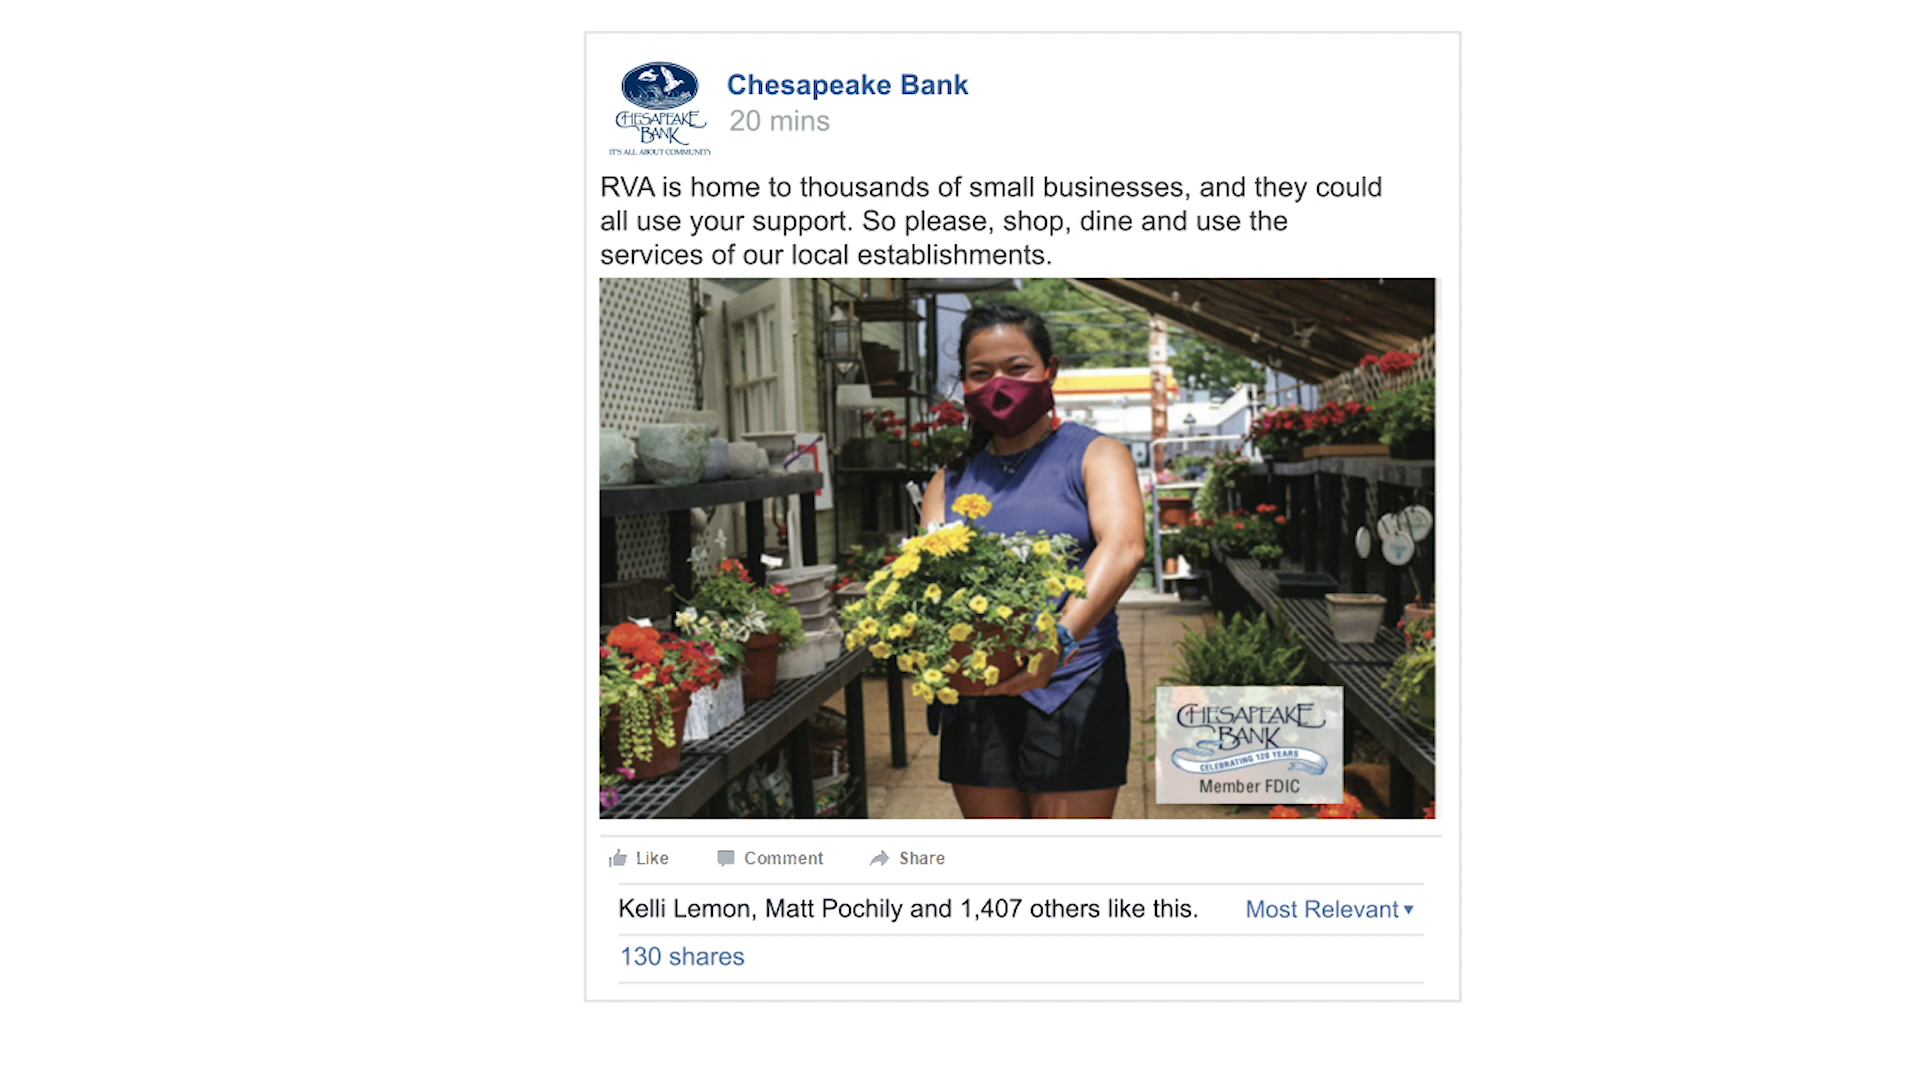 CHESAPEAKE
BANK
IT'S ALL ABOUT COMMUNITY
Chesapeake Bank
20 mins
RVA is home to thousands of small businesses, and they could
all use your support. So please, shop, dine and use the
services of our local establishments.
CHESAPEAKE
BANK
CELEBRATING 120 YEARS
Member FDIC
Like
Comment
Share
Kelli Lemon, Matt Pochily and 1,407 others like this.
Most Relevant
130 shares